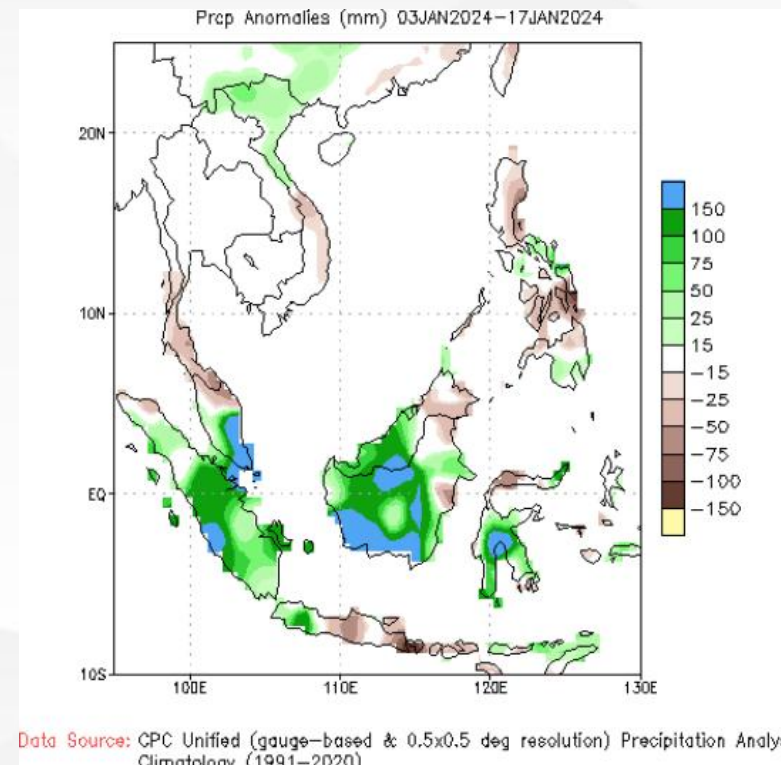 Prcp Anomalies (mm) 03JAN2024-17JAN2024
20N
10N
EQ
10S
100E 110E 120E 130E
150
100
75
50
25
15
-15
-25
-50
-75
-100
-150
Data Source: CPC Unified (gauge-based & 0.5x0.5 deg resolution) Precipitation Analy
Climatology (1991-2020)